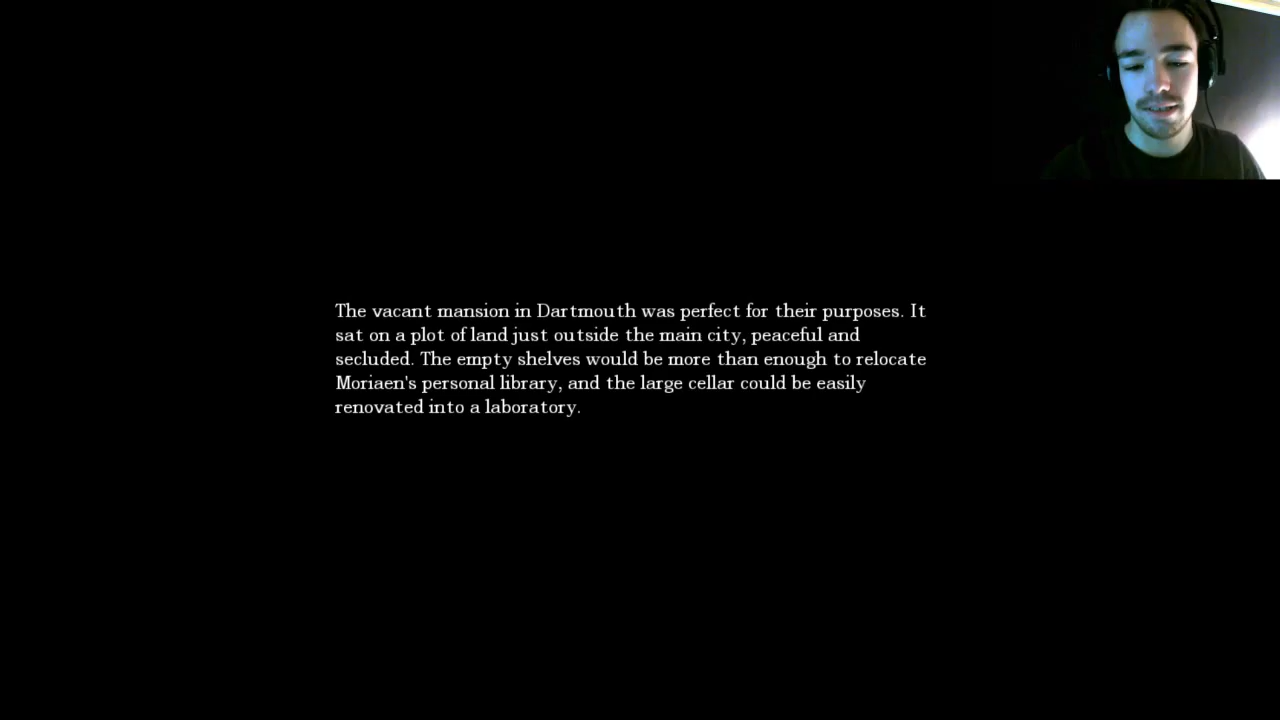 The vacant mansion in Dartmouth was perfect for their purposes. It
sat on a plot of land just outside the main city, peaceful and
secluded. The empty shelves would be more than enough to relocate
Moriaen's personal library, and the large cellar could be easily
renovated into a laboratory.